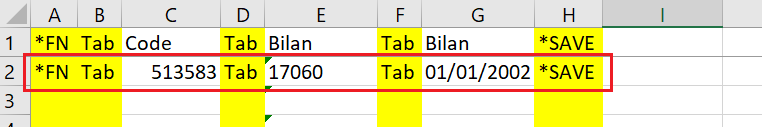 A B C D E F G H I
1 *FN Tab Code Tab Bilan Tab Bilan *SAVE
2 *FN Tab 513583 Tab 17060 Tab 01/01/2002 *SAVE
3
4